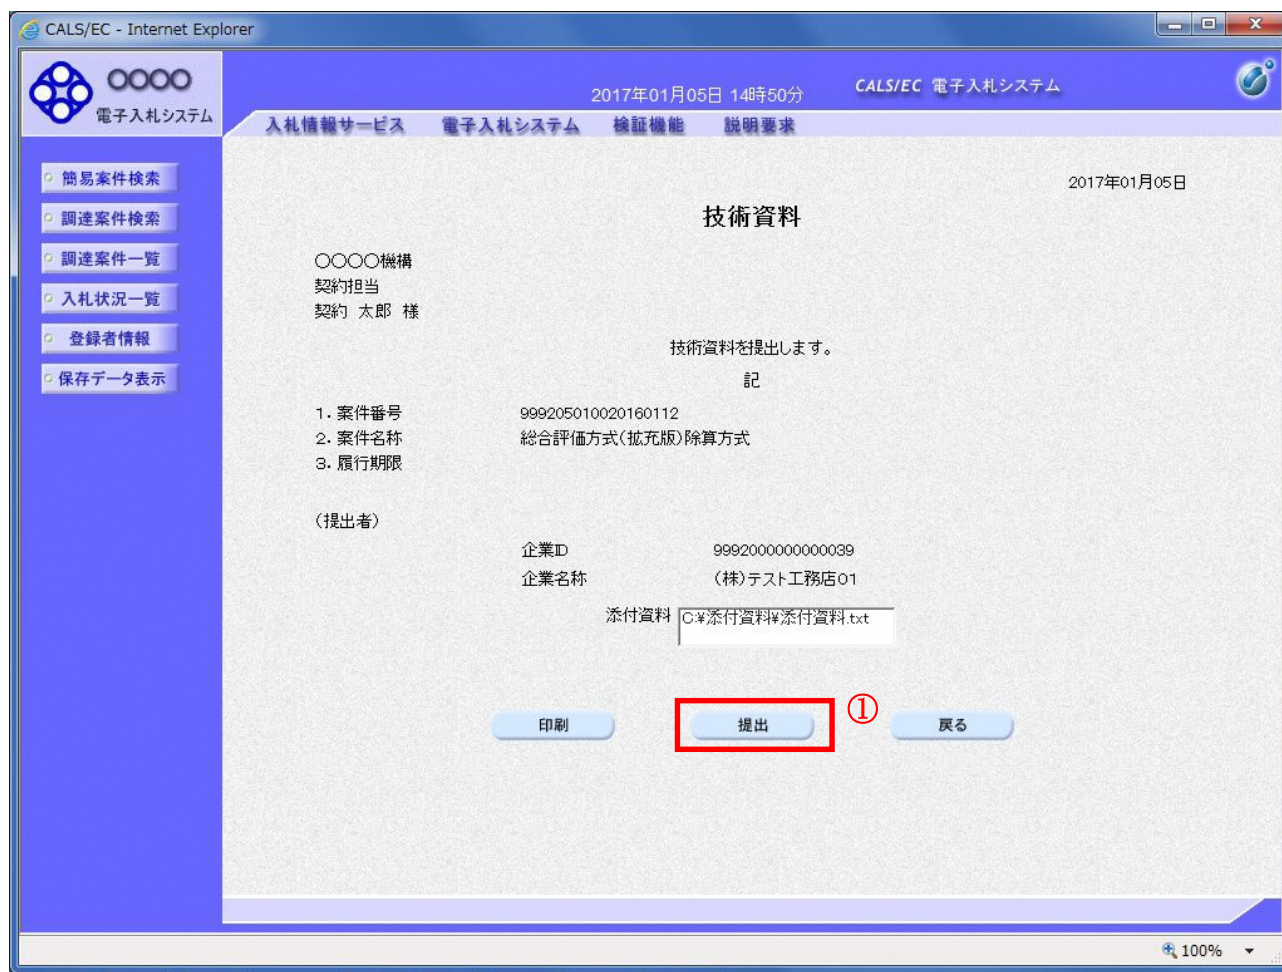 CALS/EC - Internet Explorer
○○○○
電子入札システム
2017年01月05日 14時50分
CALS/EC 電子入札システム
入札情報サービス 電子入札システム 検証機能 説明要求
簡易案件検索
調達案件検索
調達案件一覧
入札状況一覧
登録者情報
保存データ表示
2017年01月05日
技術資料
○○○○機構
契約担当
契約 太郎 様
技術資料を提出します。
記
1. 案件番号 999205010020160112
2. 案件名称 総合評価方式(拡充版)除算方式
3. 履行期限
(提出者)
企業ID 9992000000000039
企業名称 (株)テスト工務店01
添付資料 C:¥添付資料¥添付資料.txt
印刷 提出 ① 戻る
100%